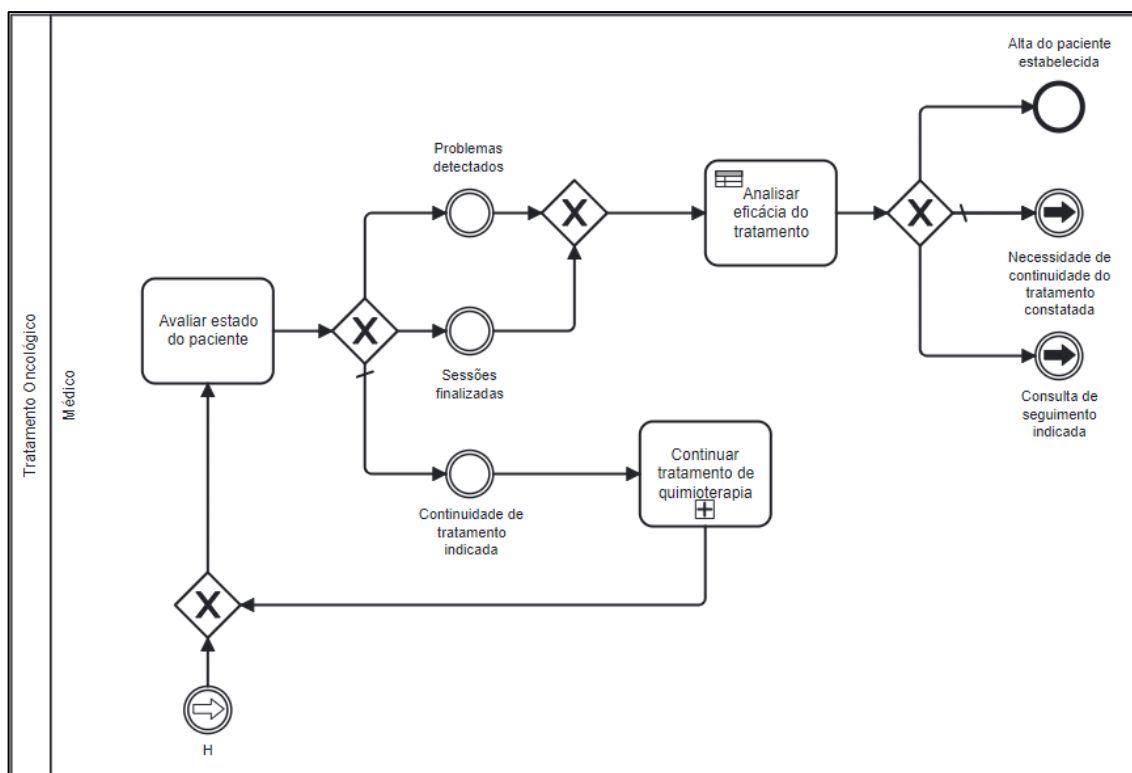 Alta do paciente
estabelecida
Problemas
detectados
Analisar
eficácia do
tratamento
Necessidade de
continuidade do
tratamento
constatada
Avaliar estado
do paciente
Sessões
finalizadas
Consulta de
seguimento
indicada
Continuar
tratamento de
quimioterapia
Continuidade de
tratamento
indicada
Tratamento Oncológico
Médico
H